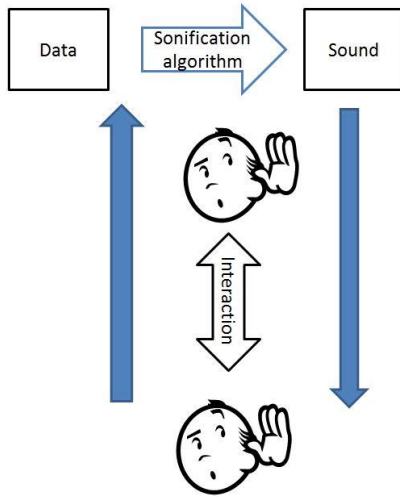 Data
Sonification
algorithm
Sound
Interaction